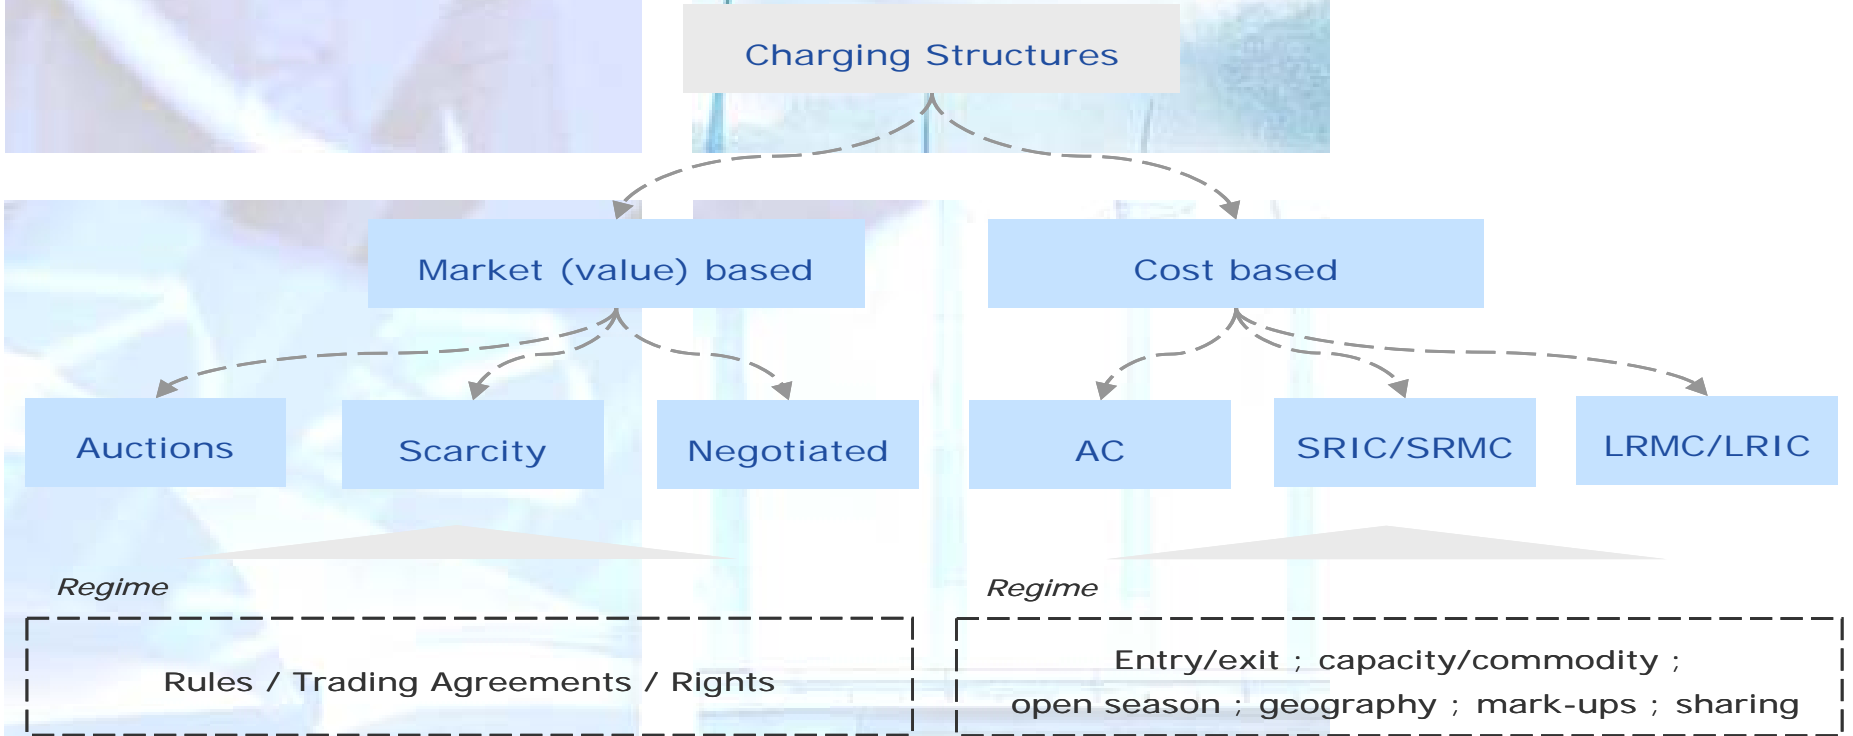 Charging Structures
Market (value) based
Cost based
Auctions
Scarcity
Negotiated
AC
SRIC/SRMC
LRMC/LRIC
Regime
Regime
Rules / Trading Agreements / Rights
Entry/exit ; capacity/commodity ;
open season ; geography ; mark-ups ; sharing